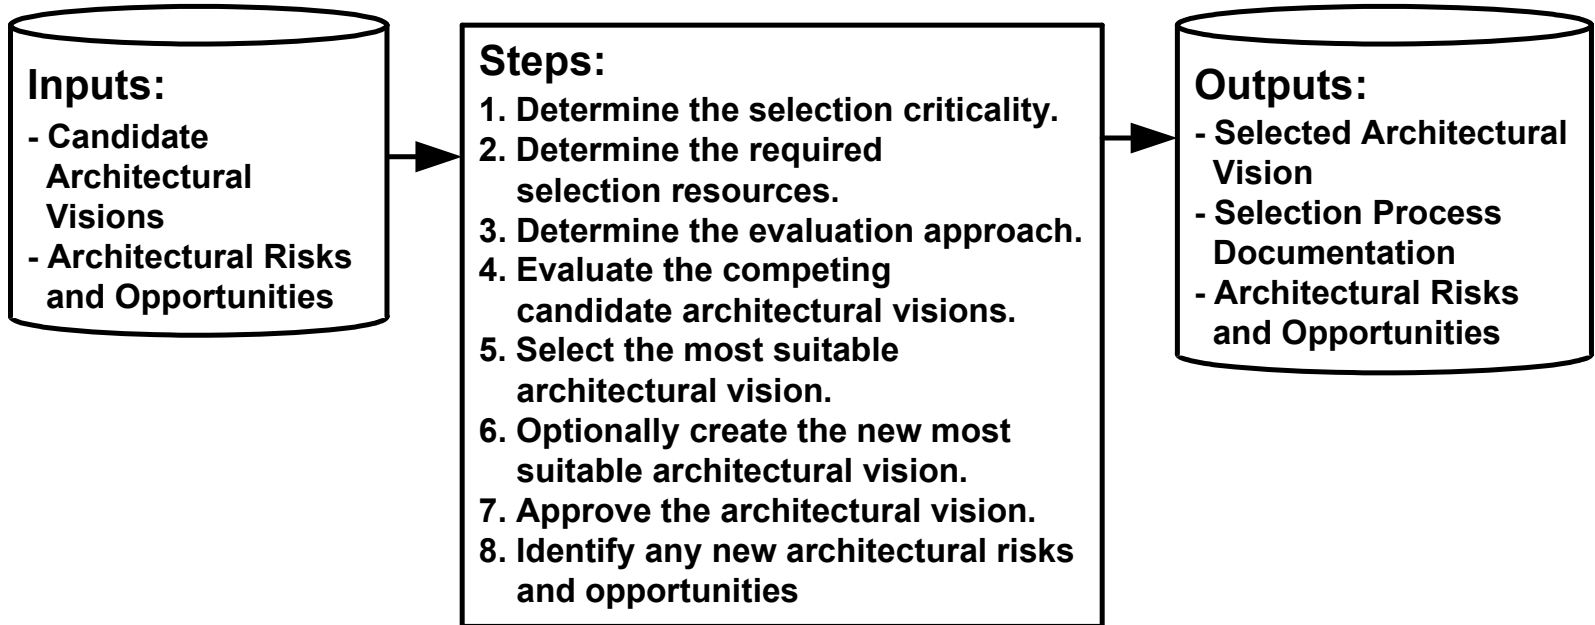 Inputs:
- Candidate
Architectural
Visions
- Architectural Risks
and Opportunities
Steps:
1. Determine the selection criticality.
2. Determine the required
selection resources.
3. Determine the evaluation approach.
4. Evaluate the competing
candidate architectural visions.
5. Select the most suitable
architectural vision.
6. Optionally create the new most
suitable architectural vision.
7. Approve the architectural vision.
8. Identify any new architectural risks
and opportunities
Outputs:
- Selected Architectural
Vision
- Selection Process
Documentation
- Architectural Risks
and Opportunities